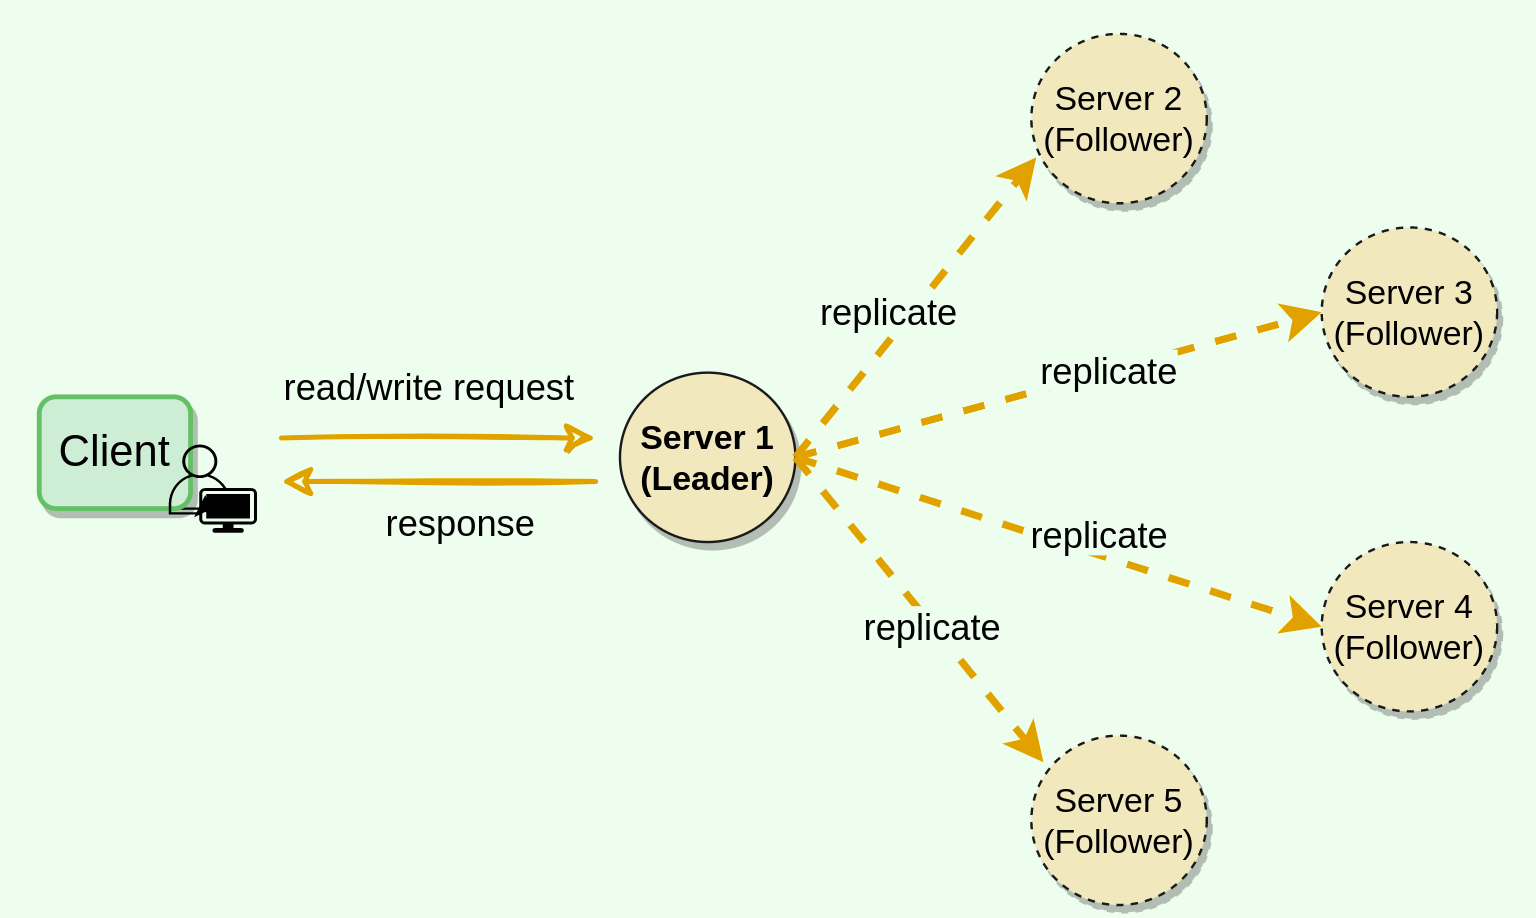 Client
read/write request
response
Server 1
(Leader)
replicate
replicate
replicate
replicate
Server 2
(Follower)
Server 3
(Follower)
Server 4
(Follower)
Server 5
(Follower)